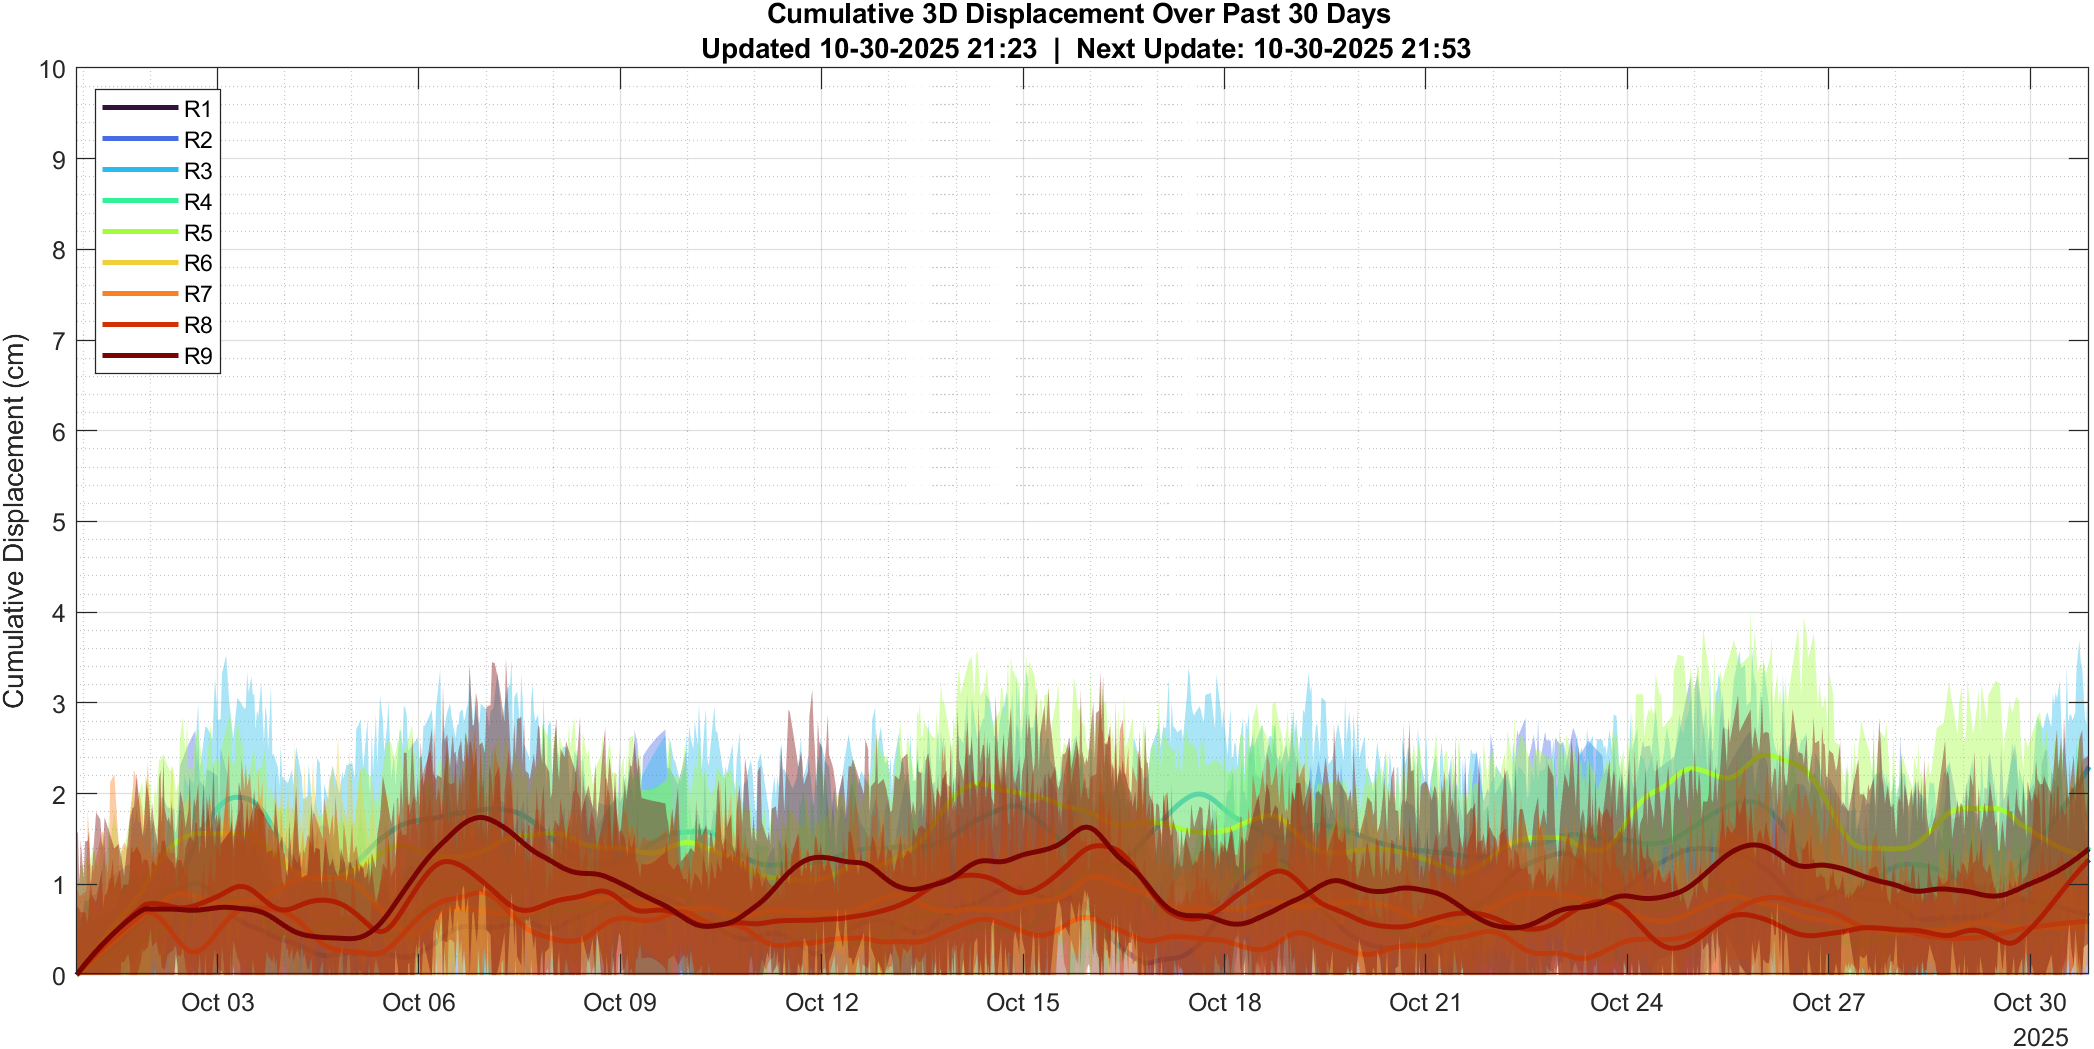 Cumulative 3D Displacement Over Past 30 Days
Updated 10-30-2025 21:23 | Next Update: 10-30-2025 21:53
Cumulative Displacement (cm)
10
9
8
7
6
5
4
3
2
1
0
R1
R2
R3
R4
R5
R6
R7
R8
R9
Oct 03 Oct 06 Oct 09 Oct 12 Oct 15 Oct 18 Oct 21 Oct 24 Oct 27 Oct 30
2025